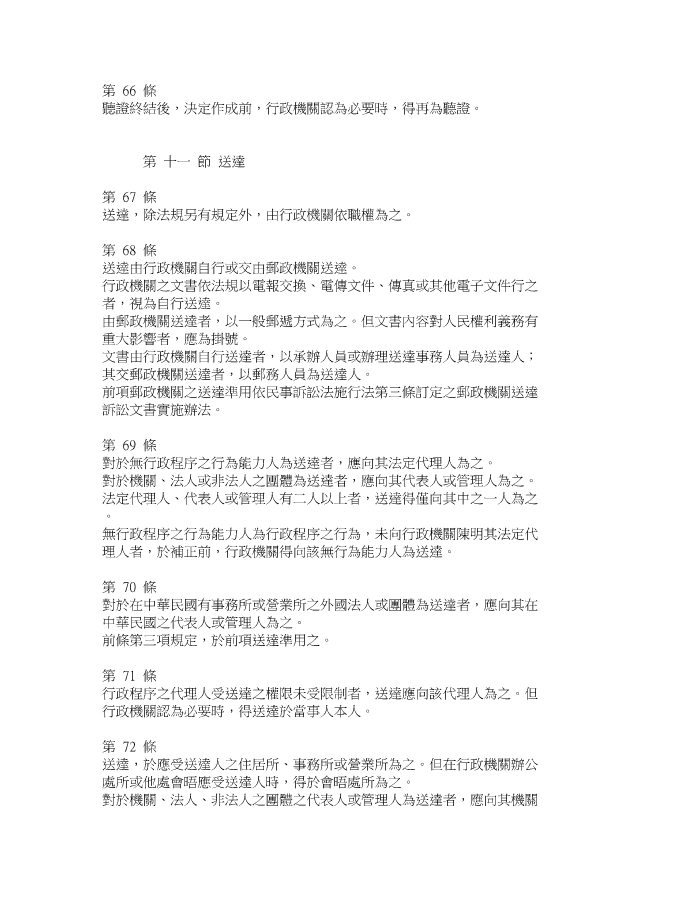 第 66 條
聽證終結後，決定作成前，行政機關認為必要時，得再為聽證。
第 十一 節 送達
第 67 條
送達，除法規另有規定外，由行政機關依職權為之。
第 68 條
送達由行政機關自行或交由郵政機關送達。
行政機關之文書依法規以電報交換、電傳文件、傳真或其他電子文件行之
者，視為自行送達。
由郵政機關送達者，以一般郵遞方式為之。但文書內容對人民權利義務有
重大影響者，應為掛號。
文書由行政機關自行送達者，以承辦人員或辦理送達事務人員為送達人；
其交郵政機關送達者，以郵務人員為送達人。
前項郵政機關之送達準用依民事訴訟法施行法第三條訂定之郵政機關送達
訴訟文書實施辦法。
第 69 條
對於無行政程序之行為能力人為送達者，應向其法定代理人為之。
對於機關、法人或非法人之團體為送達者，應向其代表人或管理人為之。
法定代理人、代表人或管理人有二人以上者，送達得僅向其中之一人為之
。
無行政程序之行為能力人為行政程序之行為，未向行政機關陳明其法定代
理人者，於補正前，行政機關得向該無行為能力人為送達。
第 70 條
對於在中華民國有事務所或營業所之外國法人或團體為送達者，應向其在
中華民國之代表人或管理人為之。
前條第三項規定，於前項送達準用之。
第 71 條
行政程序之代理人受送達之權限未受限制者，送達應向該代理人為之。但
行政機關認為必要時，得送達於當事人本人。
第 72 條
送達，於應受送達人之住居所、事務所或營業所為之。但在行政機關辦公
處所或他處會晤應受送達人時，得於會晤處所為之。
對於機關、法人、非法人之團體之代表人或管理人為送達者，應向其機關